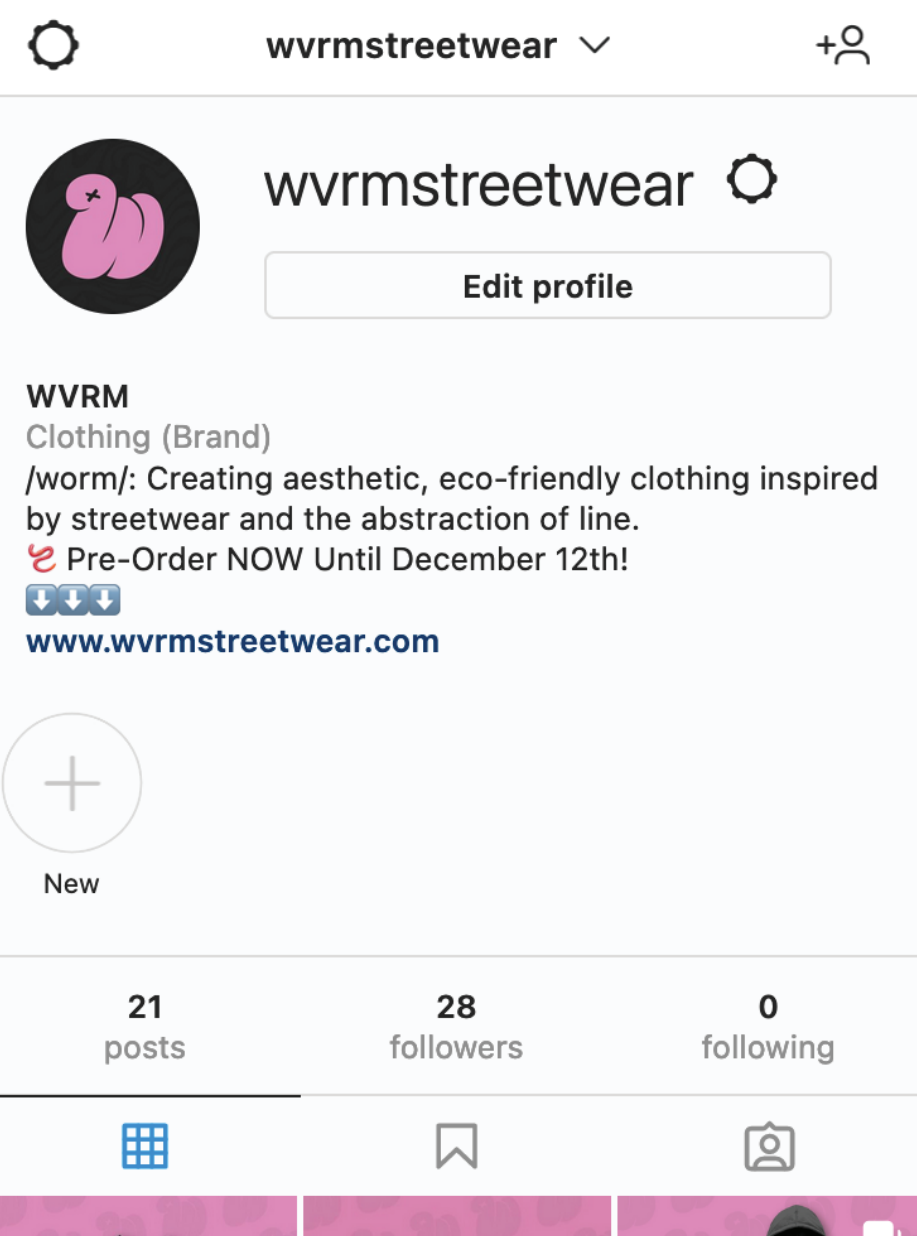 wvrmstreetwear
wvrmstreetwear
Edit profile
WVRM
Clothing (Brand)
/worm/: Creating aesthetic, eco-friendly clothing inspired
by streetwear and the abstraction of line.
🪱 Pre-Order NOW Until December 12th!
⬇️⬇️⬇️
www.wvrmstreetwear.com
New
21 28 0
posts followers following